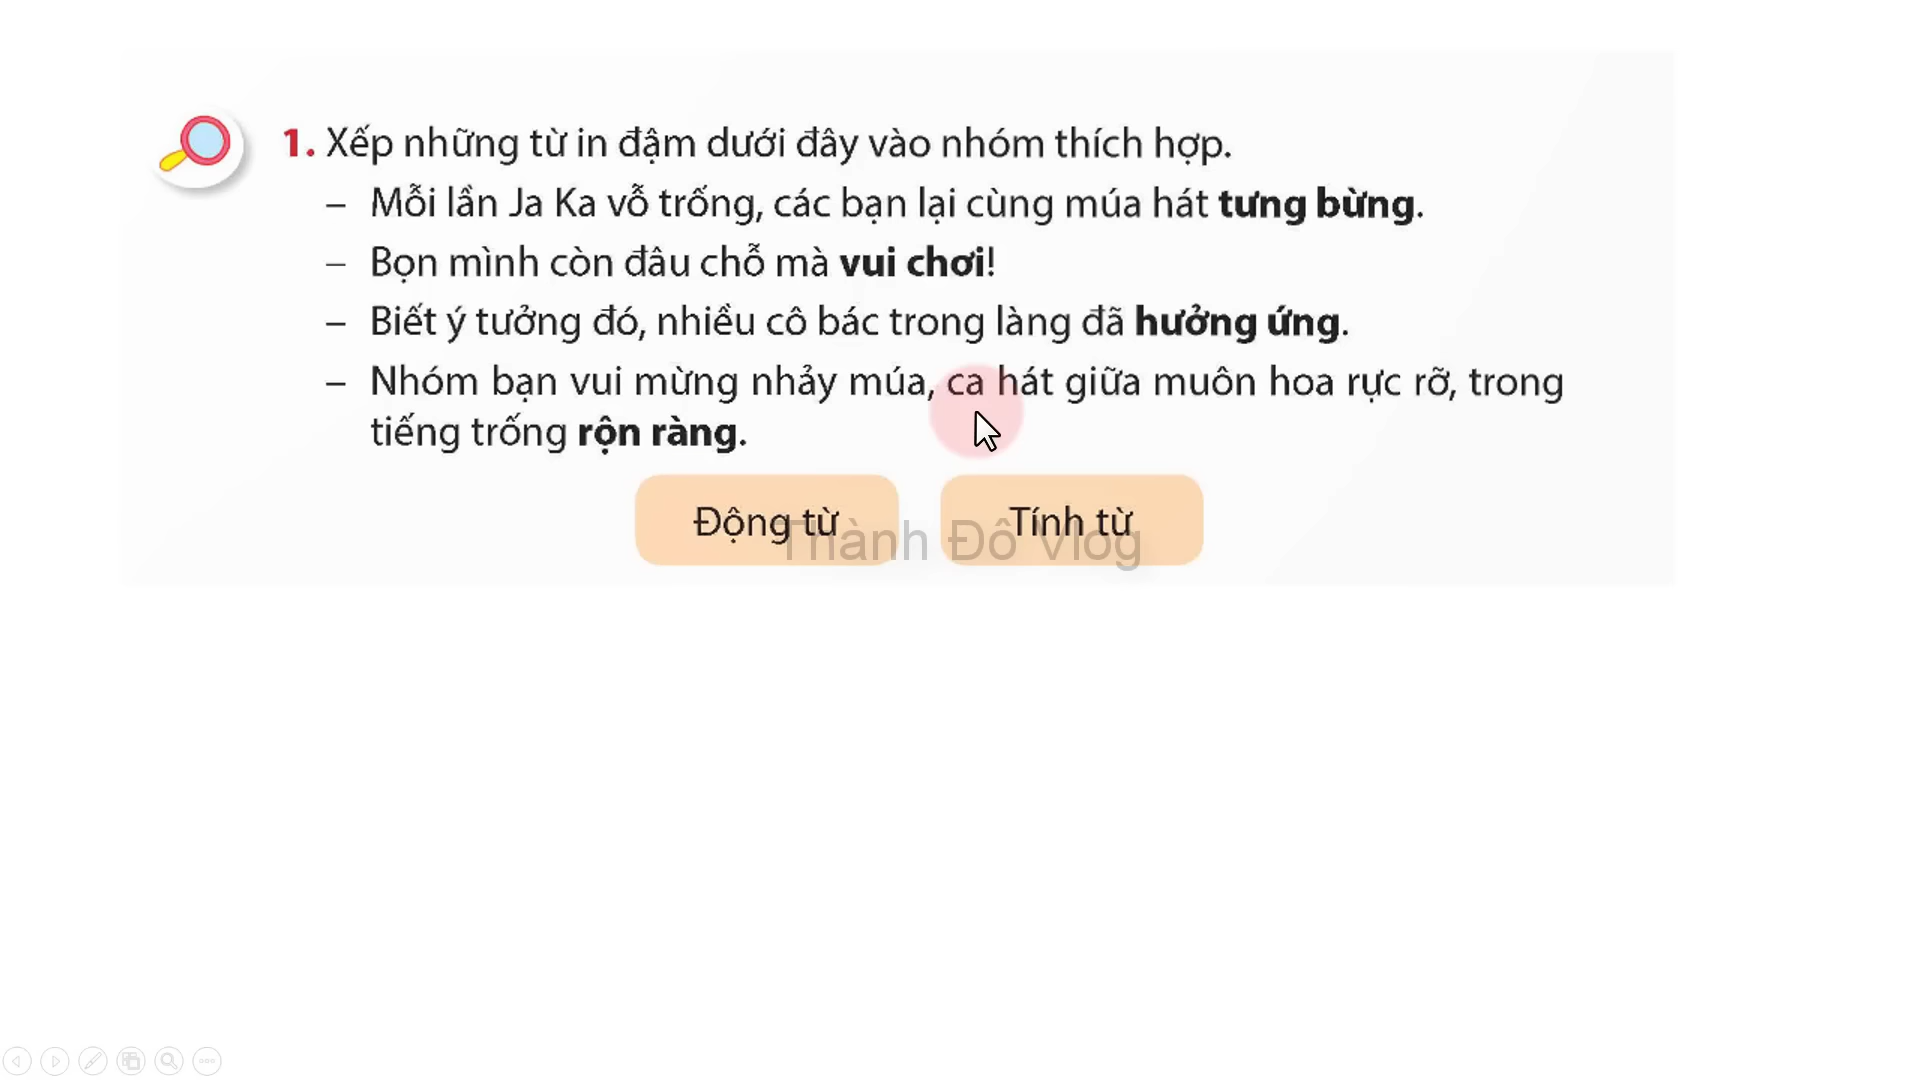 1. Xếp những từ in đậm dưới đây vào nhóm thích hợp.
– Mỗi lần Ja Ka vỗ trống, các bạn lại cùng múa hát tưng bừng.
– Bọn mình còn đâu chỗ mà vui chơi!
– Biết ý tưởng đó, nhiều cô bác trong làng đã hưởng ứng.
– Nhóm bạn vui mừng nhảy múa, ca hát giữa muôn hoa rực rỡ, trong
tiếng trống rộn ràng.
Động từ Tính từ
Thành Đô Vlog